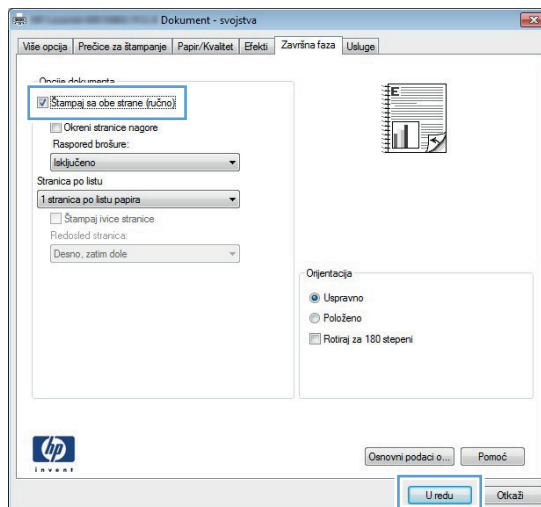 Dokument - svojstva
Više opcija Prečice za štampanje Papir/Kvalitet Efekti Završna faza Usluge
Opcije dokumenta
Štampaj sa obe strane (ručno)
Okreni stranice nagore
Raspored brošure:
Isključeno
Stranica po listu
1 stranica po listu papira
Štampaj ivice stranice
Redosled stranica:
Desno, zatim dole
Orijentacija
Uspravno
Položeno
Rotiraj za 180 stepeni
hp
invent
Osnovni podaci o... Pomoć
U redu Otkaži